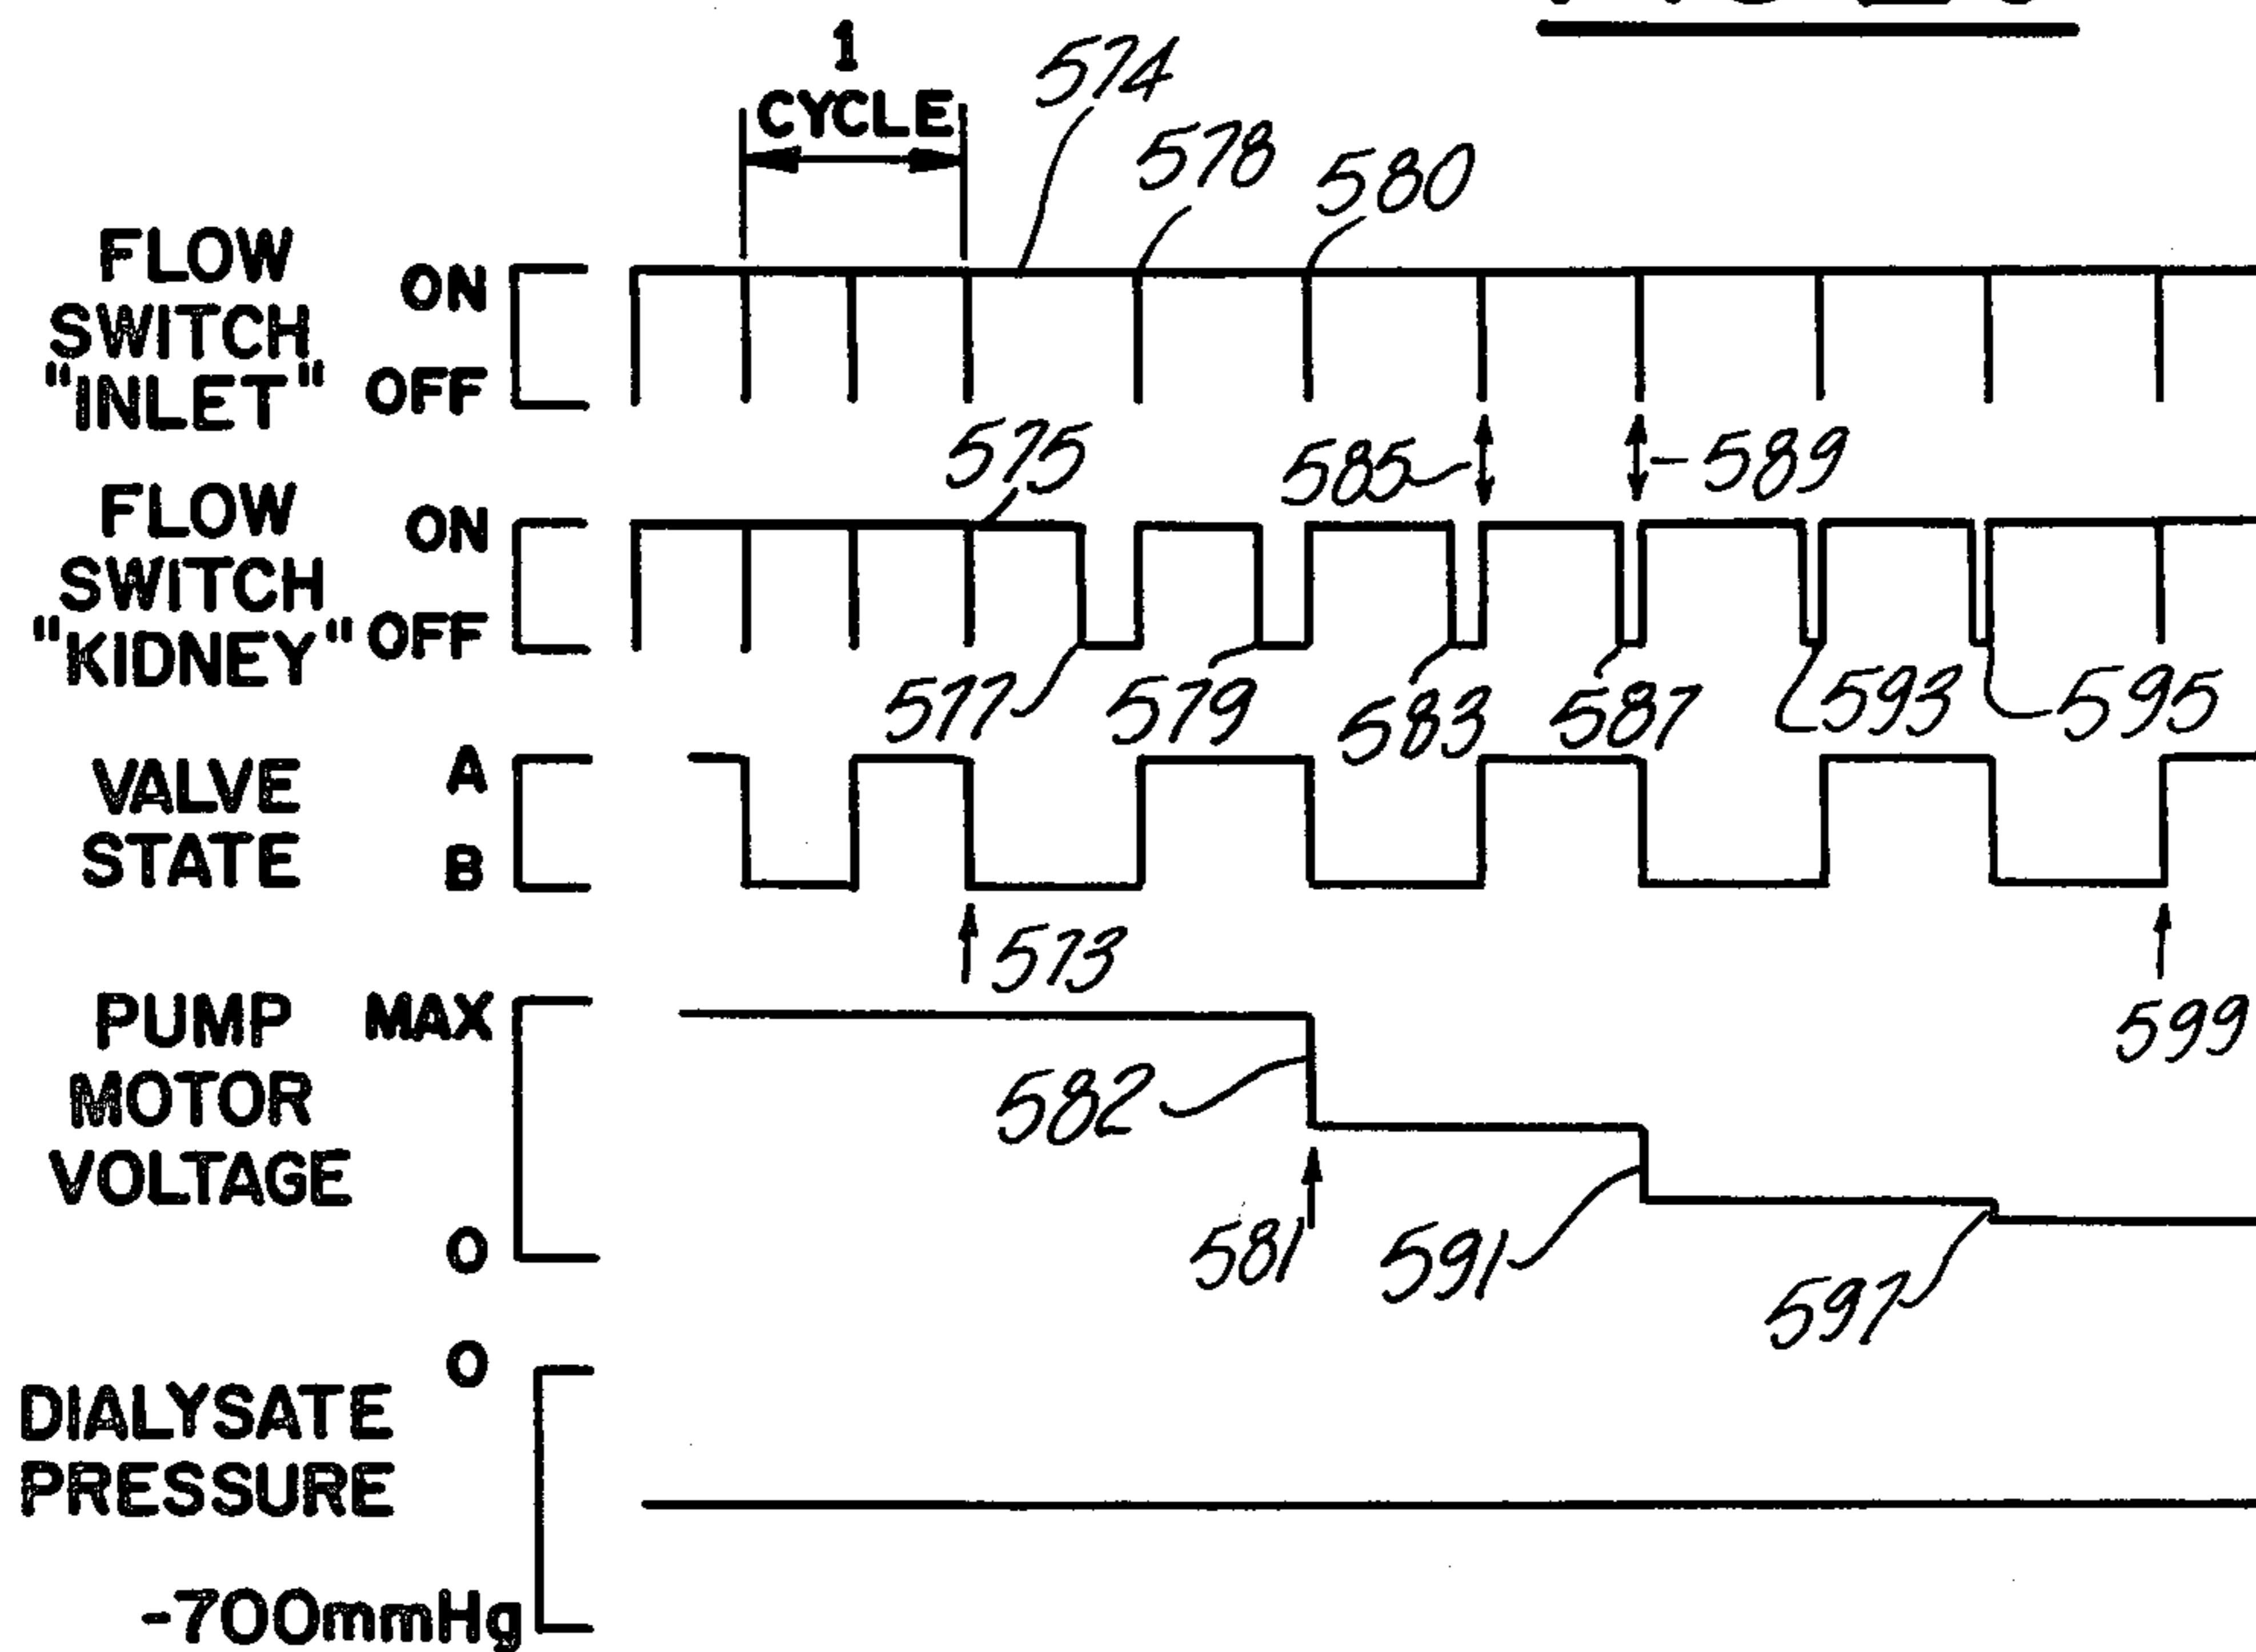 1
CYCLE
574
578
580
FLOW
SWITCH
"INLET"
ON
OFF
575
585
589
FLOW
SWITCH
"KIDNEY"
ON
OFF
577
579
583
587
593
595
VALVE
STATE
A
B
573
599
PUMP
MOTOR
VOLTAGE
MAX
O
582
581
591
597
DIALYSATE
PRESSURE
O
-700mmHg